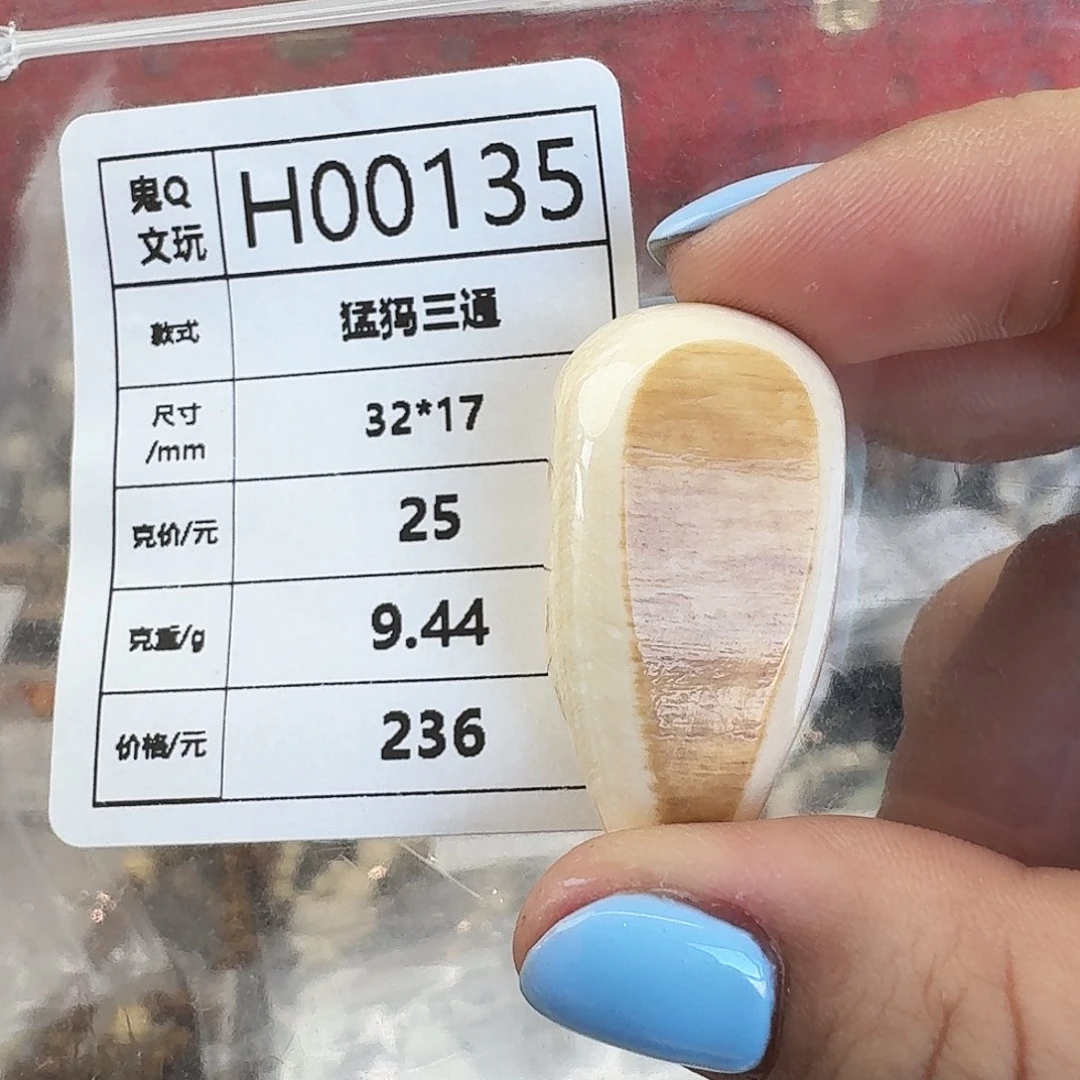 鬼Q
文玩
H00135
款式
猛犸三通
尺寸
/mm
32*17
克价/元
25
克重/g
9.44
价格/元
236